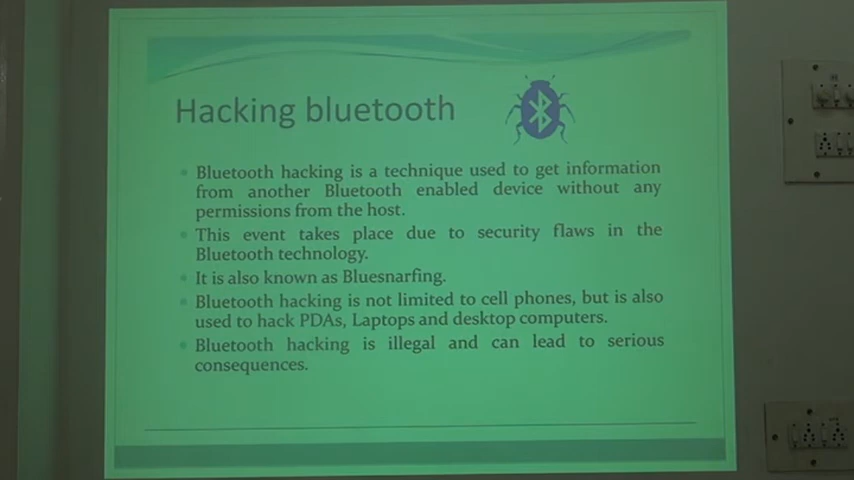 Hacking bluetooth
Bluetooth hacking is a technique used to get information
from another Bluetooth enabled device without any
permissions from the host.
This event takes place due to security flaws in the
Bluetooth technology.
It is also known as Bluesnarfing.
Bluetooth hacking is not limited to cell phones, but is also
used to hack PDAs, Laptops and desktop computers.
Bluetooth hacking is illegal and can lead to serious
consequences.